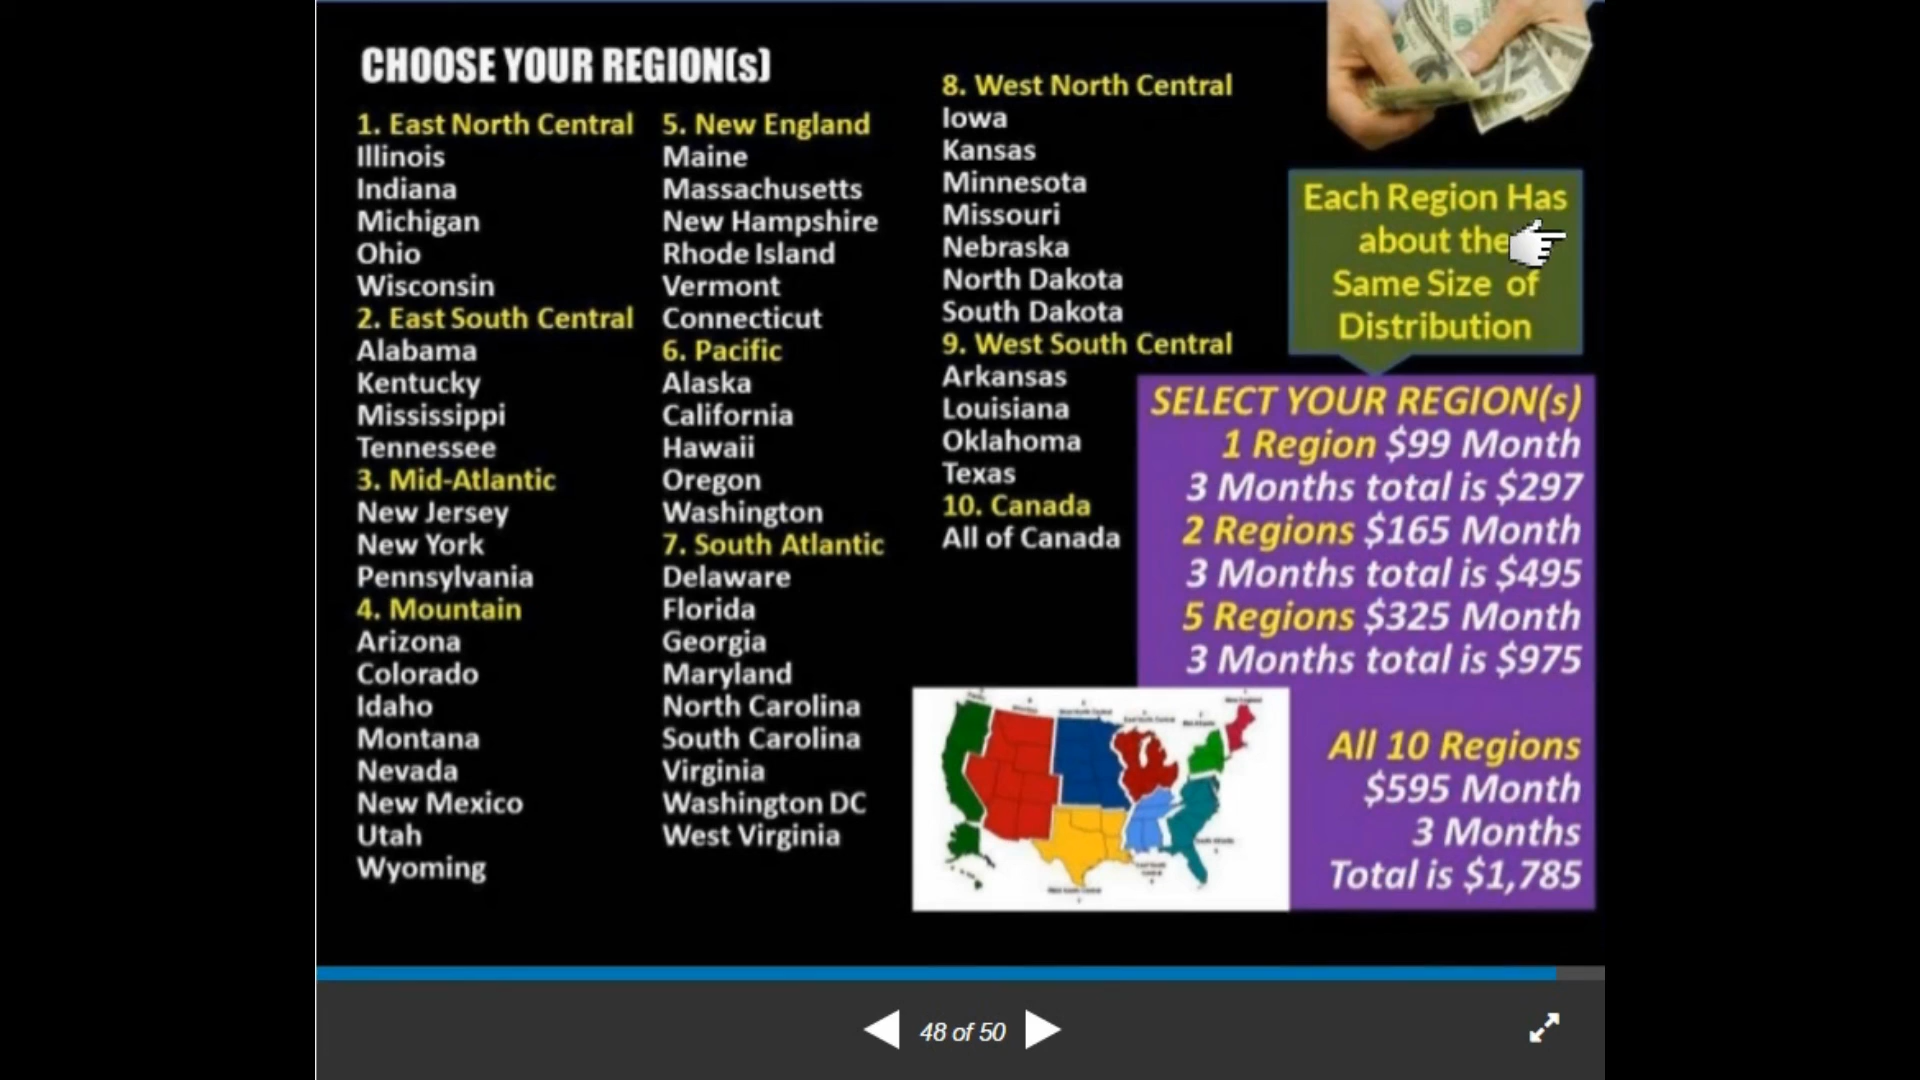 CHOOSE YOUR REGION(s)
1. East North Central
Illinois
Indiana
Michigan
Ohio
Wisconsin
2. East South Central
Alabama
Kentucky
Mississippi
Tennessee
3. Mid-Atlantic
New Jersey
New York
Pennsylvania
4. Mountain
Arizona
Colorado
Idaho
Montana
Nevada
New Mexico
Utah
Wyoming
5. New England
Maine
Massachusetts
New Hampshire
Rhode Island
Vermont
Connecticut
6. Pacific
Alaska
California
Hawaii
Oregon
Washington
7. South Atlantic
Delaware
Florida
Georgia
Maryland
North Carolina
South Carolina
Virginia
Washington DC
West Virginia
8. West North Central
Iowa
Kansas
Minnesota
Missouri
Nebraska
North Dakota
South Dakota
9. West South Central
Arkansas
Louisiana
Oklahoma
Texas
10. Canada
All of Canada
Each Region Has
about the
Same Size of
Distribution
SELECT YOUR REGION(s)
1 Region $99 Month
3 Months total is $297
2 Regions $165 Month
3 Months total is $495
5 Regions $325 Month
3 Months total is $975
All 10 Regions
$595 Month
3 Months
Total is $1,785
48 of 50